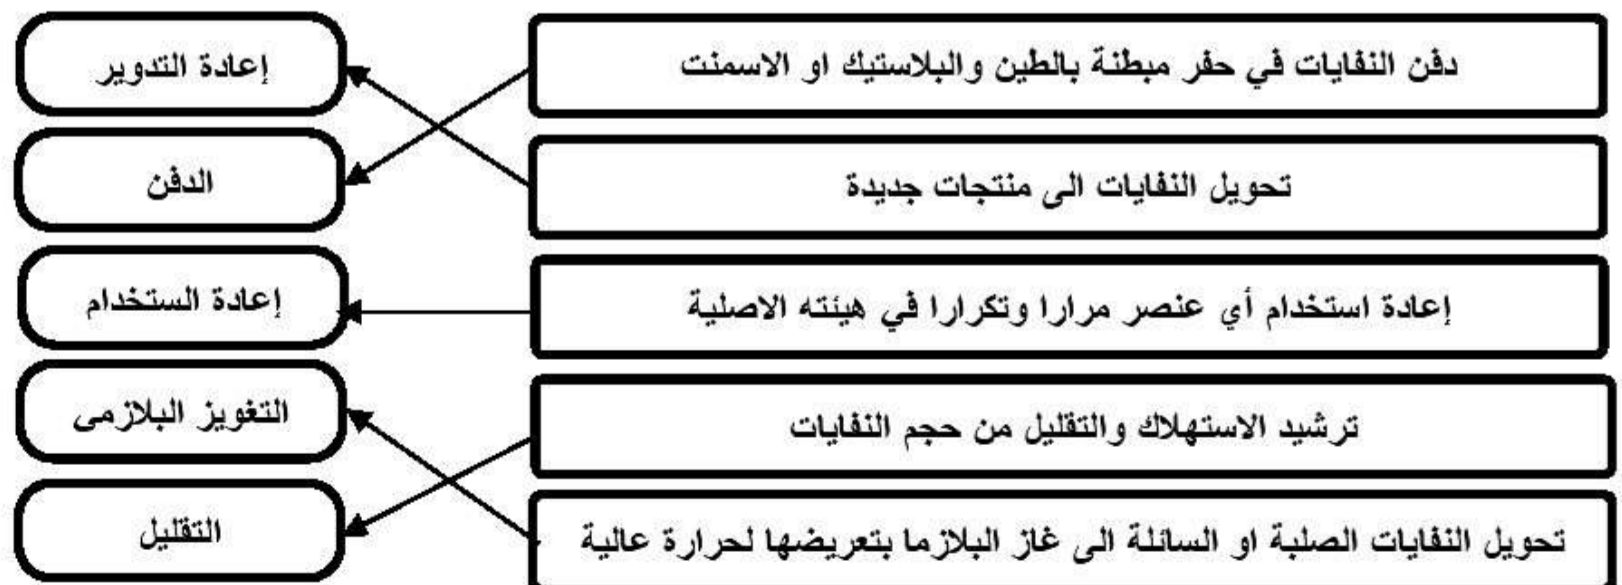 دفن النفايات في حفر مبطنة بالطين والبلاستيك او الاسمنت
إعادة التدوير
تحويل النفايات الى منتجات جديدة
الدفن
إعادة استخدام أي عنصر مرارا وتكرارا في هيئته الاصلية
إعادة الستخدام
ترشيد الاستهلاك والتقليل من حجم النفايات
التغويز البلازمى
تحويل النفايات الصلبة او السائلة الى غاز البلازما بتعريضها لحرارة عالية
التقليل